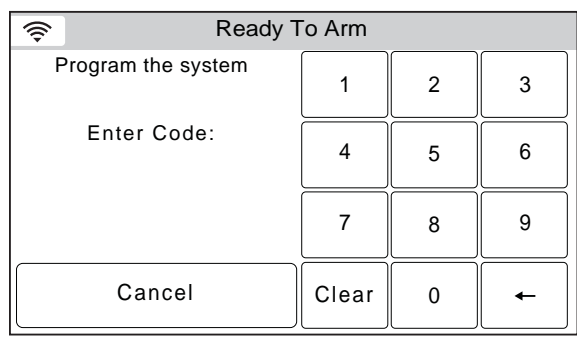 Ready To Arm
Program the system
Enter Code:
1 2 3
4 5 6
7 8 9
Cancel Clear 0 ←